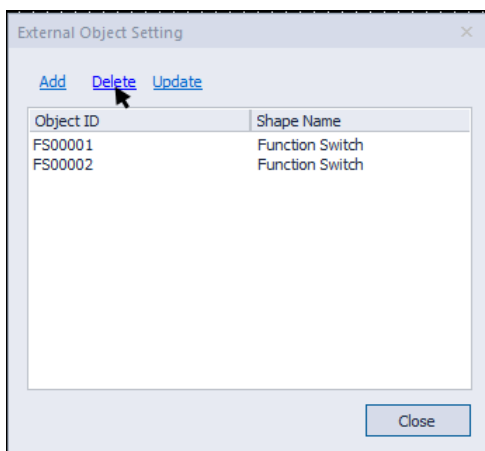 External Object Setting
Add Delete Update
Object ID Shape Name
FS00001 Function Switch
FS00002 Function Switch
Close